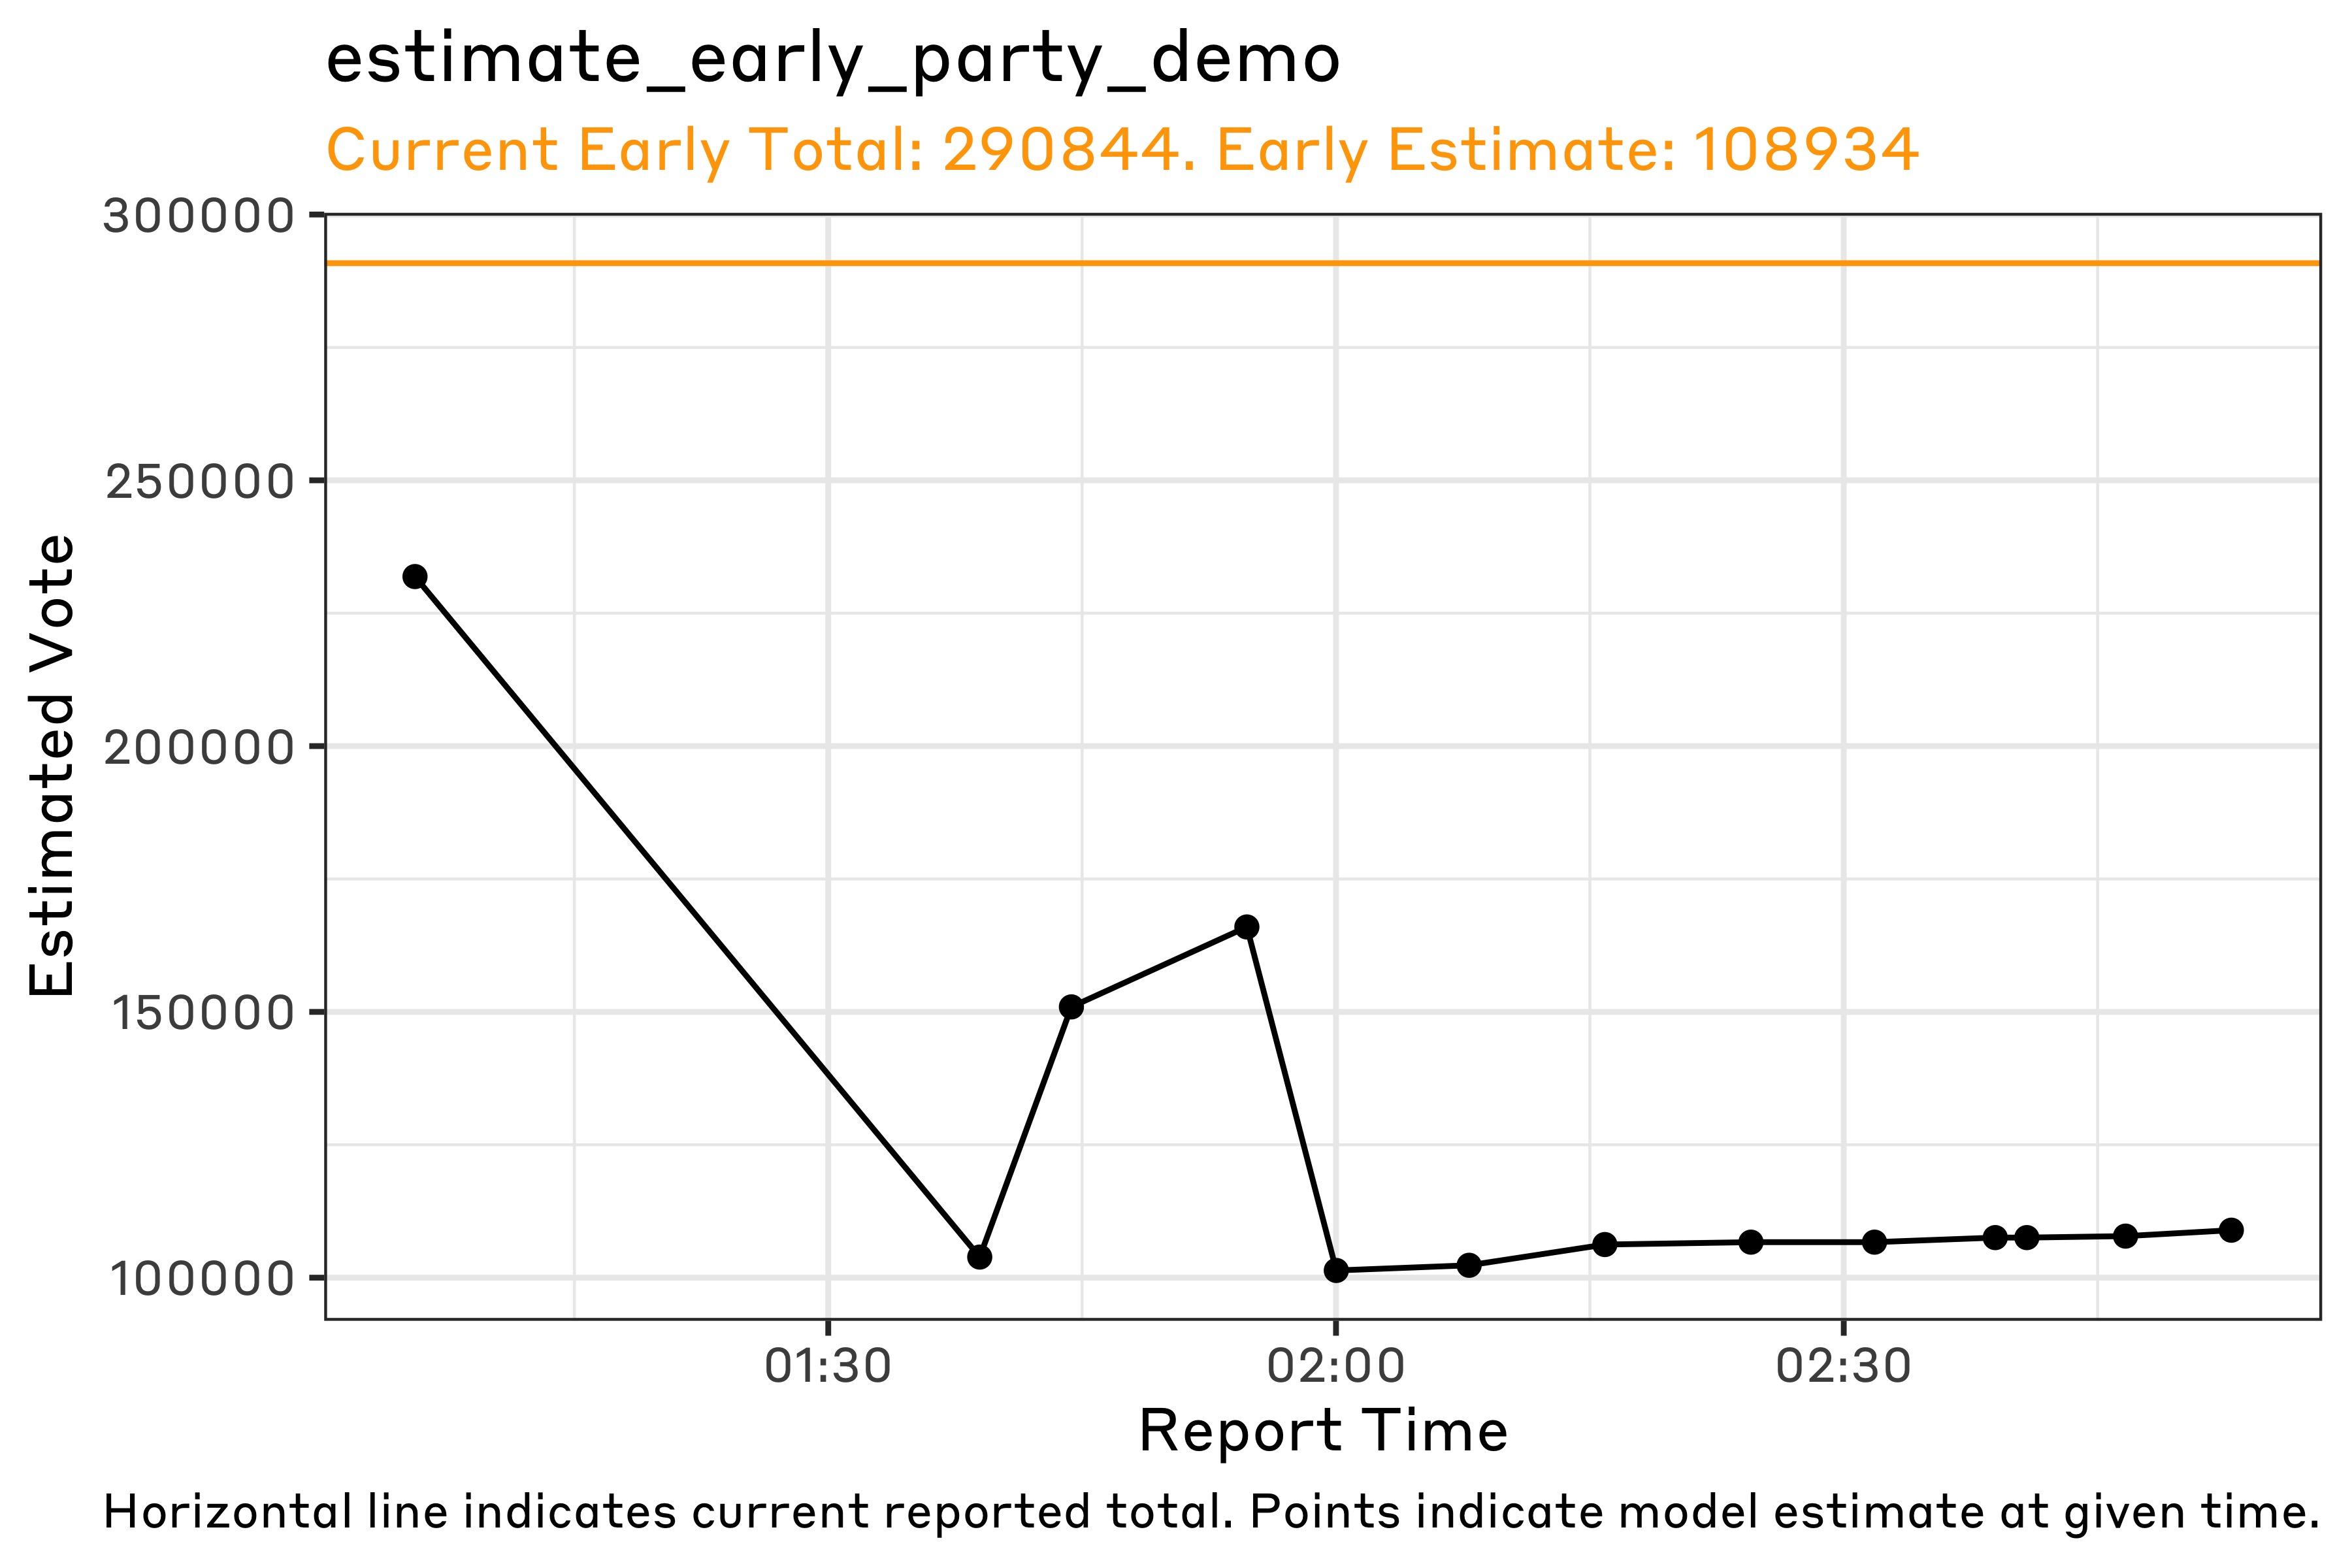 estimate_early_party_demo
Current Early Total: 290844. Early Estimate: 108934
300000
250000
200000
150000
100000
Estimated Vote
01:30 02:00 02:30
Report Time
Horizontal line indicates current reported total. Points indicate model estimate at given time.